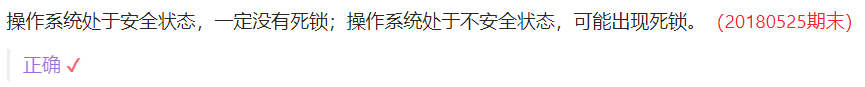 操作系统处于安全状态，一定没有死锁；操作系统处于不安全状态，可能出现死锁。（20180525期末）
正确 ✓